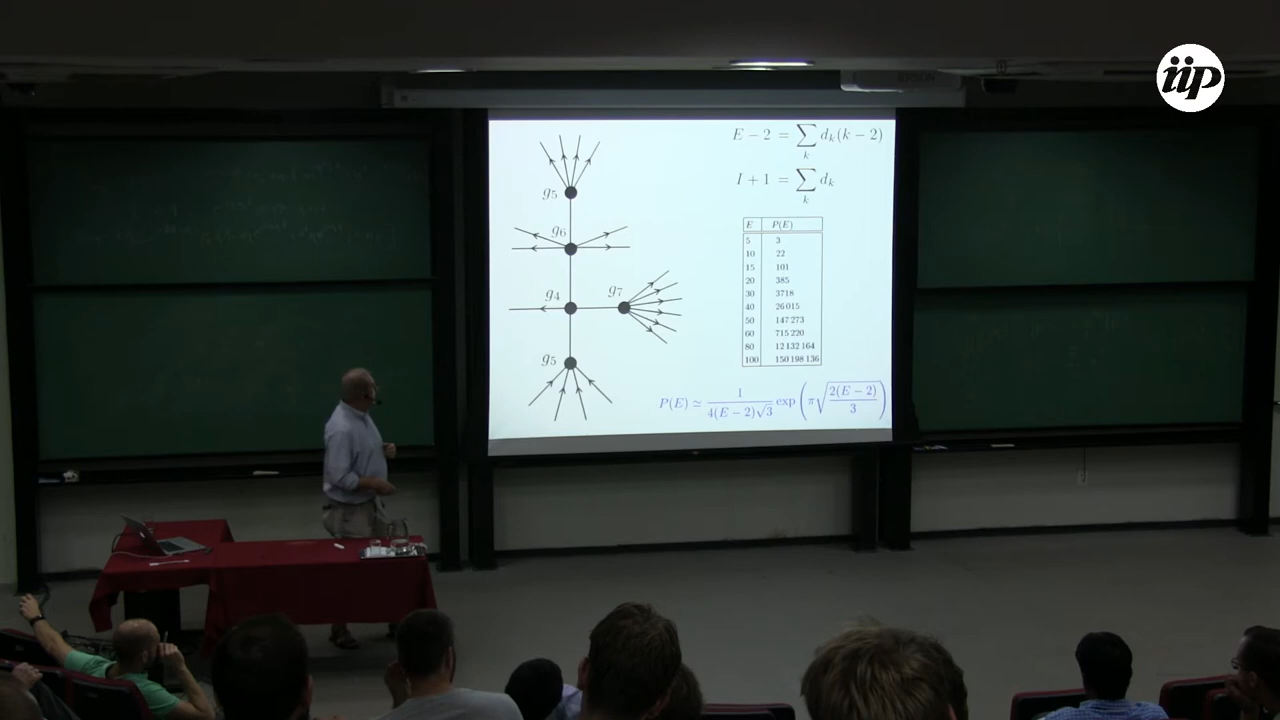 iip
E − 2 = ∑ₖ dₖ(k − 2)
I + 1 = ∑ₖ dₖ
g₅
g₆
g₄ g₇
g₅
E P(E)
5 3
10 22
15 101
20 385
30 3718
40 26 015
50 147 273
60 715 220
80 12 132 164
100 150 198 136
P(E) ≃ 1/(4(E − 2)√3) exp(π√(2(E − 2)/3))